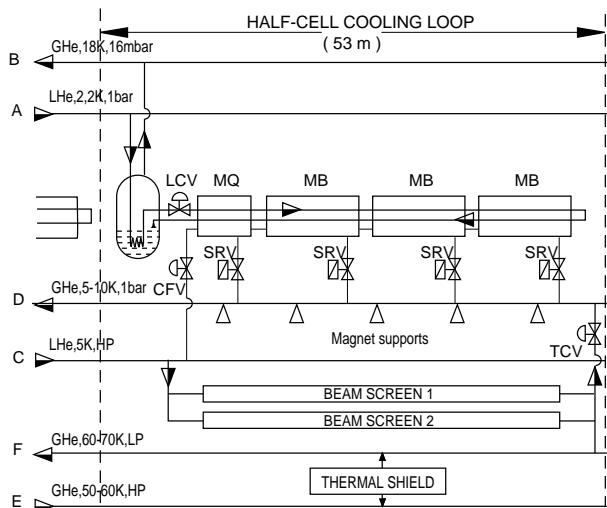 HALF-CELL COOLING LOOP
( 53 m )
GHe,18K,16mbar
B
LHe,2,2K,1bar
A
LCV MQ MB MB MB
SRV SRV SRV SRV
CFV
GHe,5-10K,1bar
D
Magnet supports
TCV
LHe,5K,HP
C
BEAM SCREEN 1
BEAM SCREEN 2
GHe,60-70K,LP
F
THERMAL SHIELD
GHe,50-60K,HP
E